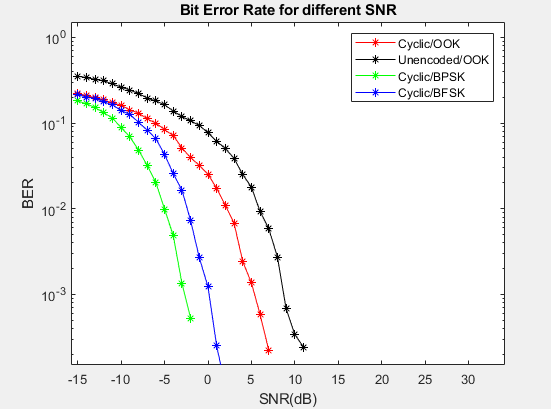 Bit Error Rate for different SNR
10^0
10^-1
10^-2
10^-3
BER
Cyclic/OOK
Unencoded/OOK
Cyclic/BPSK
Cyclic/BFSK
-15 -10 -5 0 5 10 15 20 25 30
SNR(dB)